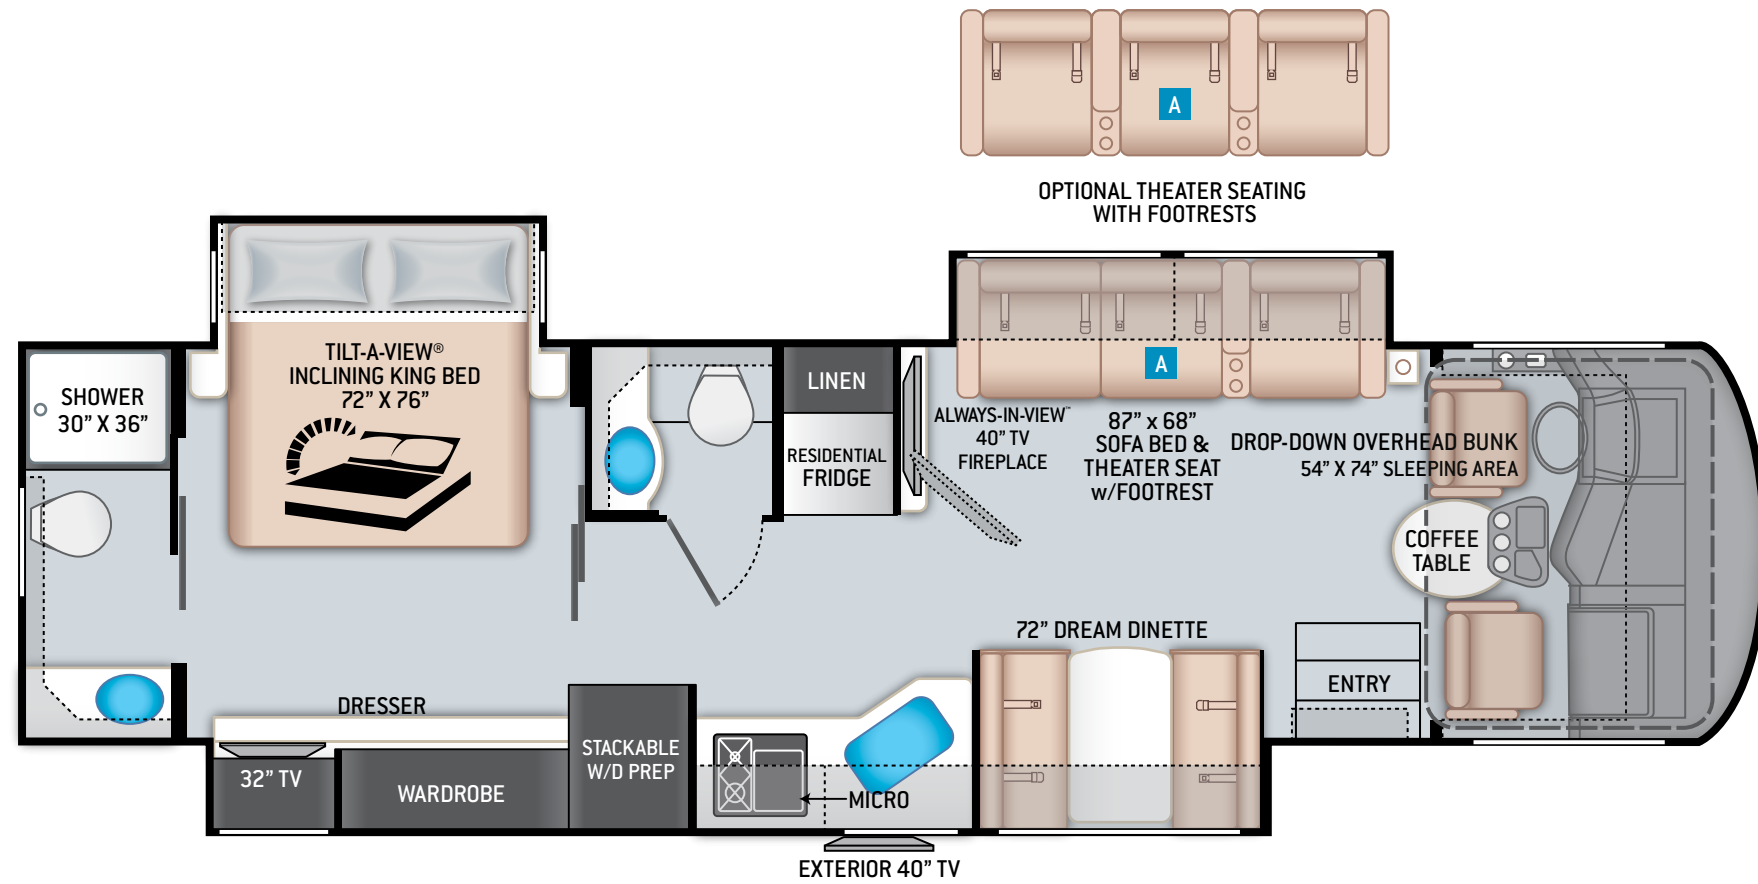 A
OPTIONAL THEATER SEATING
WITH FOOTRESTS
TILT-A-VIEW®
INCLINING KING BED
72” X 76”
SHOWER
30” X 36”
LINEN
RESIDENTIAL
FRIDGE
ALWAYS-IN-VIEW™
40” TV
FIREPLACE
A
87” x 68”
SOFA BED &
THEATER SEAT
w/FOOTREST
DROP-DOWN OVERHEAD BUNK
54” X 74” SLEEPING AREA
COFFEE
TABLE
72” DREAM DINETTE
ENTRY
DRESSER
32” TV
WARDROBE
STACKABLE
W/D PREP
MICRO
EXTERIOR 40” TV